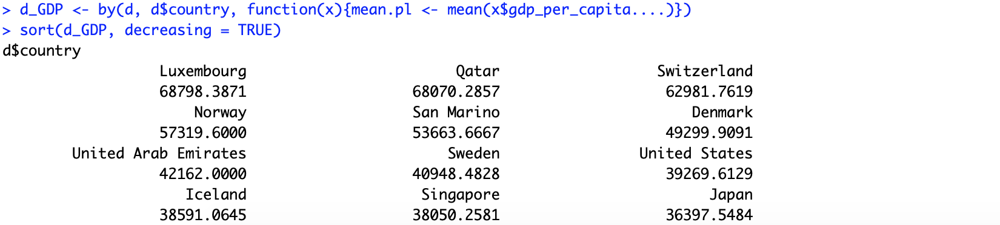 > d_GDP <- by(d, d$country, function(x){mean.pl <- mean(x$gdp_per_capita....)})
> sort(d_GDP, decreasing = TRUE)
d$country
Luxembourg Qatar Switzerland
68798.3871 68070.2857 62981.7619
Norway San Marino Denmark
57319.6000 53663.6667 49299.9091
United Arab Emirates Sweden United States
42162.0000 40948.4828 39269.6129
Iceland Singapore Japan
38591.0645 38050.2581 36397.5484